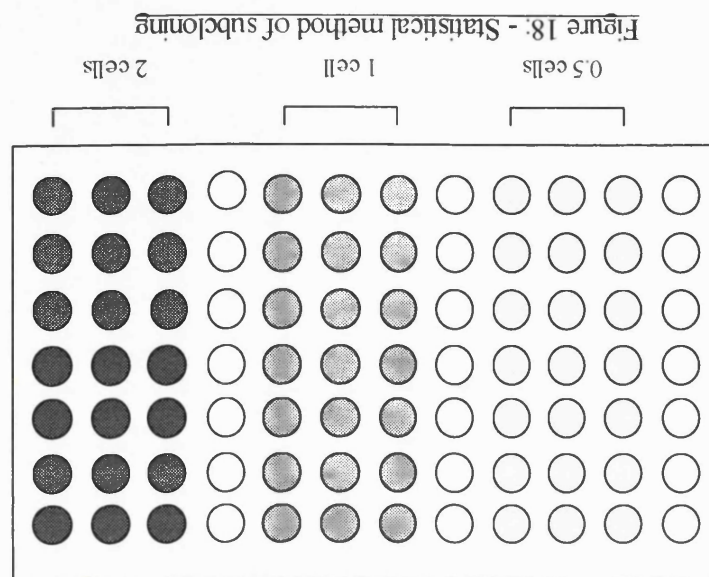 0.5 cells 1 cell 2 cells
Figure 18: - Statistical method of subcloning